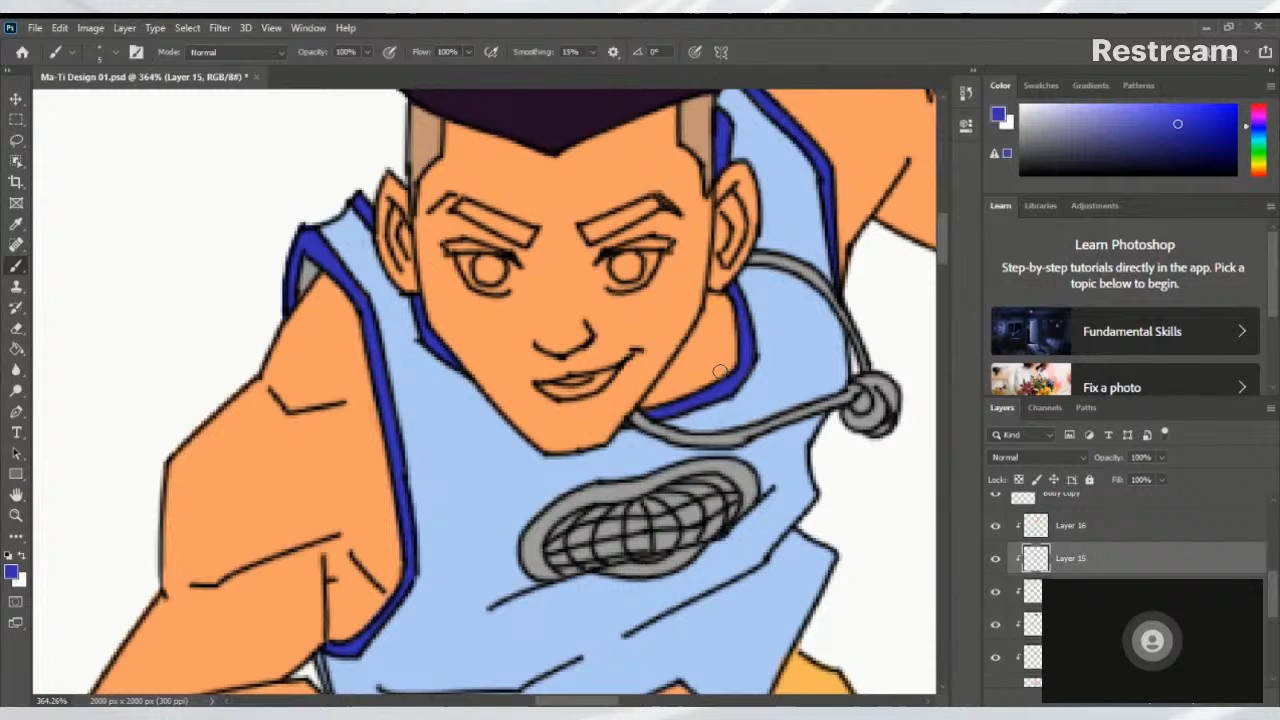 Ps File Edit Image Layer Type Select Filter 3D View Window Help
5 Mode: Normal Opacity: 100% Flow: 100% Smoothing: 15% 0°
Restream
Ma-Ti Design 01.psd @ 364% (Layer 15, RGB/8#) *
Color Swatches Gradients Patterns
Learn Libraries Adjustments
Learn Photoshop
Step-by-step tutorials directly in the app. Pick a
topic below to begin.
Fundamental Skills
Fix a photo
Layers Channels Paths
Kind
Normal Opacity: 100%
Lock: Fill: 100%
Body copy
Layer 16
Layer 15
364.26% 2000 px x 2000 px (300 ppi)